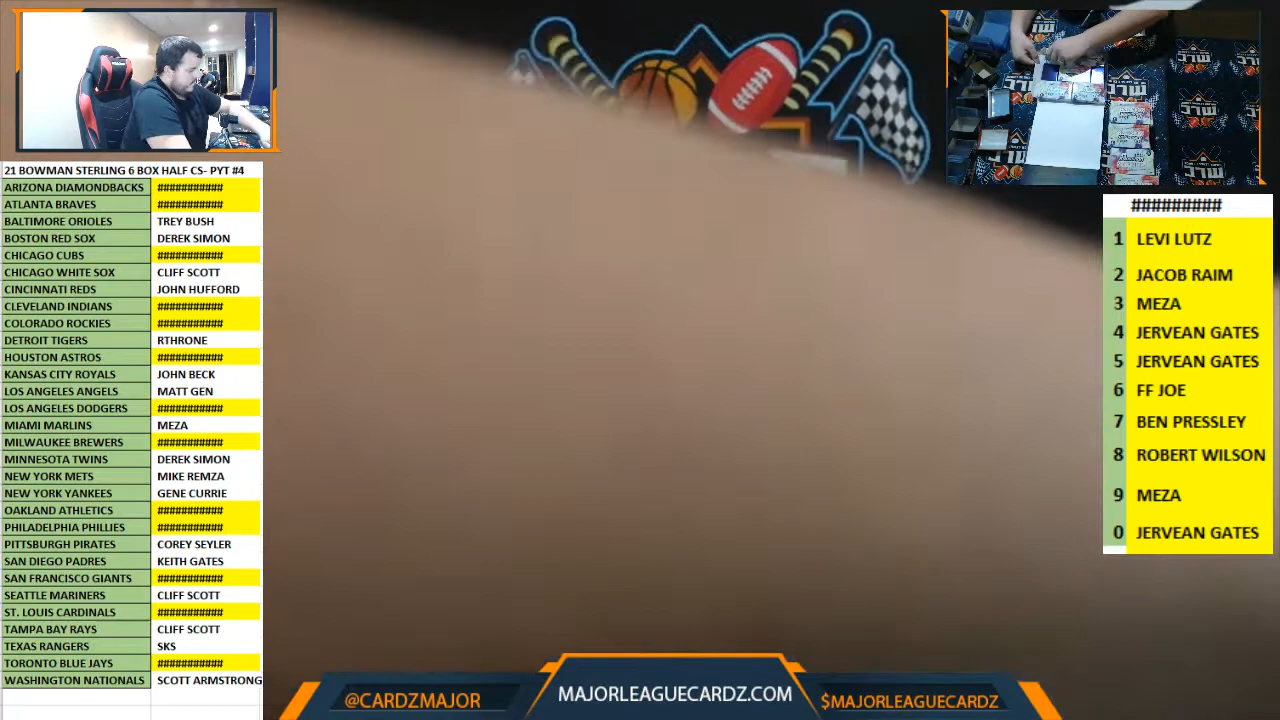 21 BOWMAN STERLING 6 BOX HALF CS- PYT #4
ARIZONA DIAMONDBACKS ###########
ATLANTA BRAVES ###########
BALTIMORE ORIOLES TREY BUSH
BOSTON RED SOX DEREK SIMON
CHICAGO CUBS ###########
CHICAGO WHITE SOX CLIFF SCOTT
CINCINNATI REDS JOHN HUFFORD
CLEVELAND INDIANS ###########
COLORADO ROCKIES ###########
DETROIT TIGERS RTHRONE
HOUSTON ASTROS ###########
KANSAS CITY ROYALS JOHN BECK
LOS ANGELES ANGELS MATT GEN
LOS ANGELES DODGERS ###########
MIAMI MARLINS MEZA
MILWAUKEE BREWERS ###########
MINNESOTA TWINS DEREK SIMON
NEW YORK METS MIKE REMZA
NEW YORK YANKEES GENE CURRIE
OAKLAND ATHLETICS ###########
PHILADELPHIA PHILLIES ###########
PITTSBURGH PIRATES COREY SEYLER
SAN DIEGO PADRES KEITH GATES
SAN FRANCISCO GIANTS ###########
SEATTLE MARINERS CLIFF SCOTT
ST. LOUIS CARDINALS ###########
TAMPA BAY RAYS CLIFF SCOTT
TEXAS RANGERS SKS
TORONTO BLUE JAYS ###########
WASHINGTON NATIONALS SCOTT ARMSTRONG
#########
1 LEVI LUTZ
2 JACOB RAIM
3 MEZA
4 JERVEAN GATES
5 JERVEAN GATES
6 FF JOE
7 BEN PRESSLEY
8 ROBERT WILSON
9 MEZA
0 JERVEAN GATES
@CARDZMAJOR
MAJORLEAGUECARDZ.COM
$MAJORLEAGUECARDZ